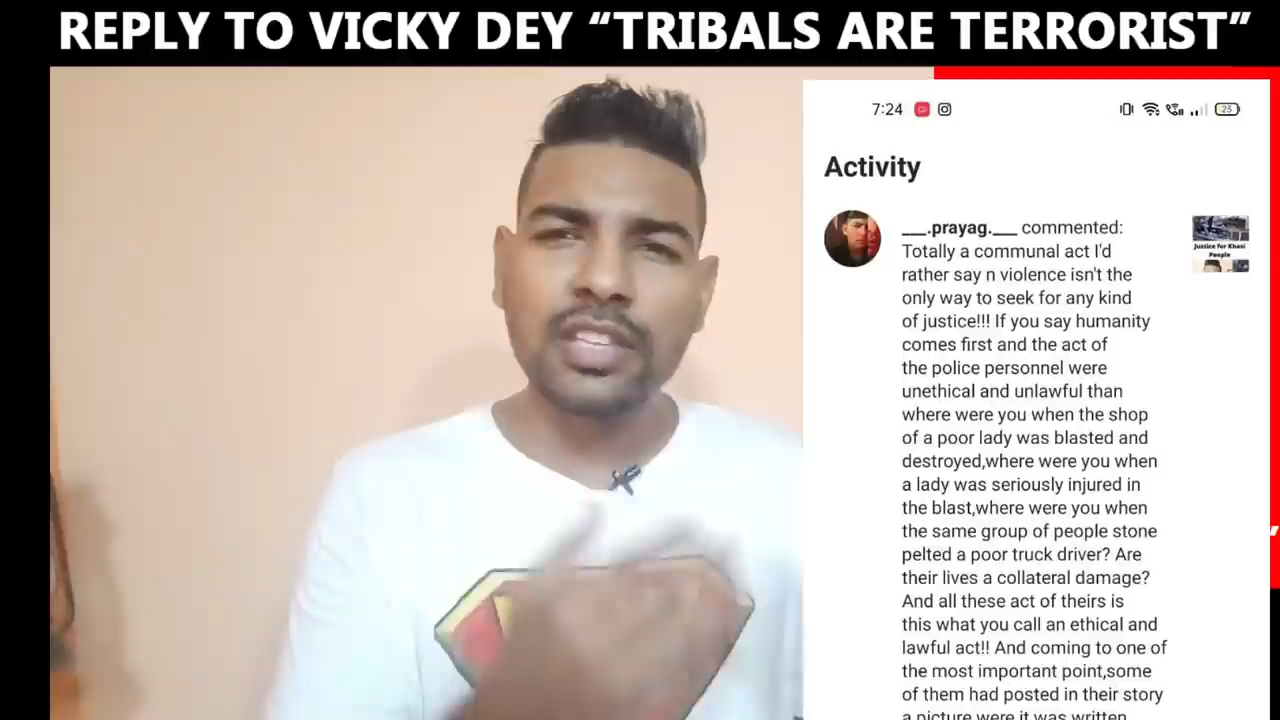 REPLY TO VICKY DEY “TRIBALS ARE TERRORIST”
7:24
23
Activity
___.prayag.___ commented:
Totally a communal act I'd
rather say n violence isn't the
only way to seek for any kind
of justice!!! If you say humanity
comes first and the act of
the police personnel were
unethical and unlawful than
where were you when the shop
of a poor lady was blasted and
destroyed,where were you when
a lady was seriously injured in
the blast,where were you when
the same group of people stone
pelted a poor truck driver? Are
their lives a collateral damage?
And all these act of theirs is
this what you call an ethical and
lawful act!! And coming to one of
the most important point,some
of them had posted in their story
a picture were it was written
Justice for Khasi
People